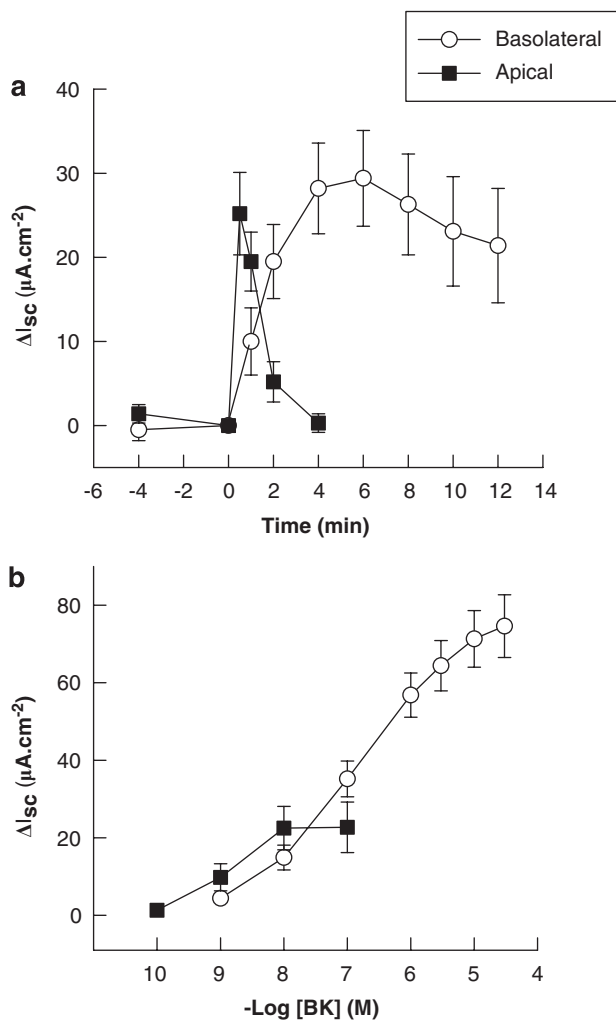 Basolateral
Apical
a
40
30
20
10
0
ΔISC (μA.cm-2)
-6 -4 -2 0 2 4 6 8 10 12 14
Time (min)
b
80
60
40
20
0
ΔISC (μA.cm-2)
10 9 8 7 6 5 4
-Log [BK] (M)